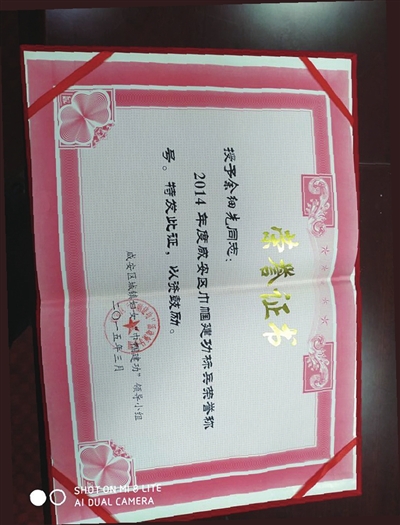 荣誉证书
授予余细先同志：
2014年度咸安区巾帼建功标兵荣誉称
号。特发此证，以资鼓励。
咸安区城镇妇女"巾帼建功"领导小组
二〇一五年三月
SHOT ON MI 8 LITE
AI DUAL CAMERA